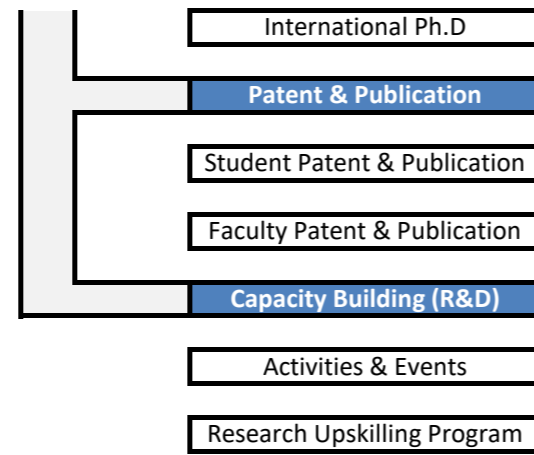 International Ph.D
Patent & Publication
Student Patent & Publication
Faculty Patent & Publication
Capacity Building (R&D)
Activities & Events
Research Upskilling Program